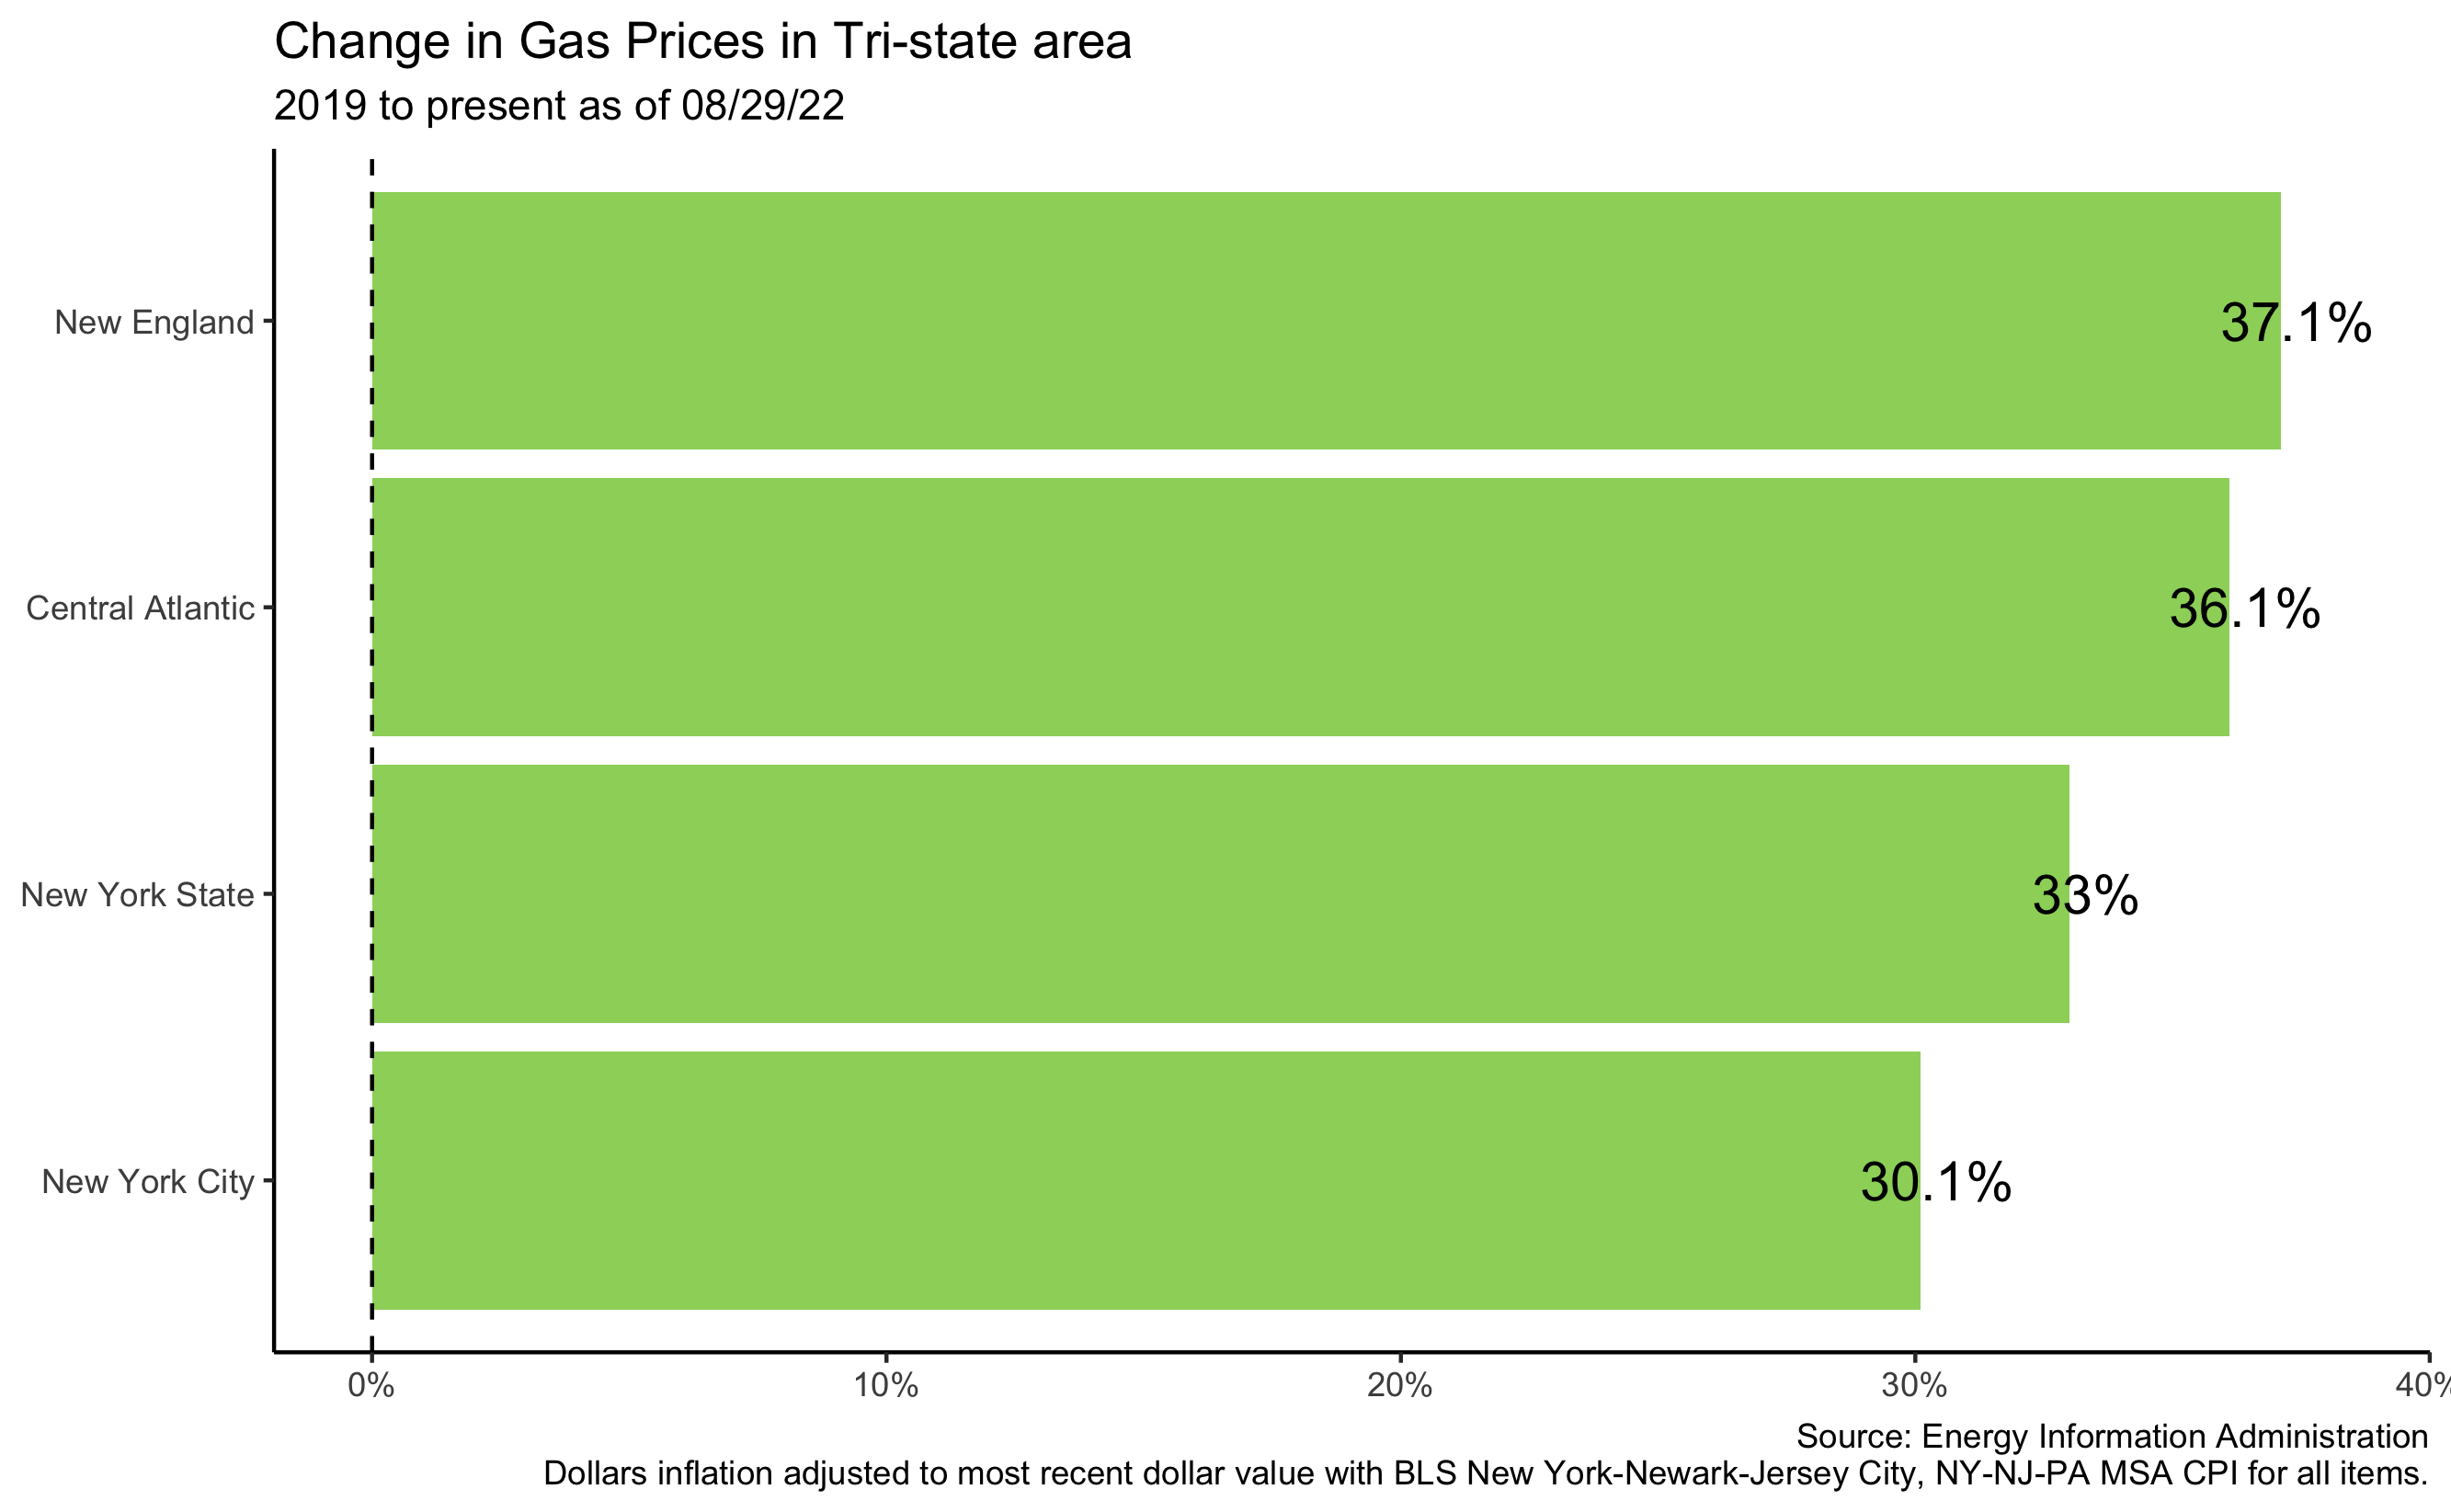 Change in Gas Prices in Tri-state area
2019 to present as of 08/29/22
New England
37.1%
Central Atlantic
36.1%
New York State
33%
New York City
30.1%
0%
10%
20%
30%
40%
Source: Energy Information Administration
Dollars inflation adjusted to most recent dollar value with BLS New York-Newark-Jersey City, NY-NJ-PA MSA CPI for all items.